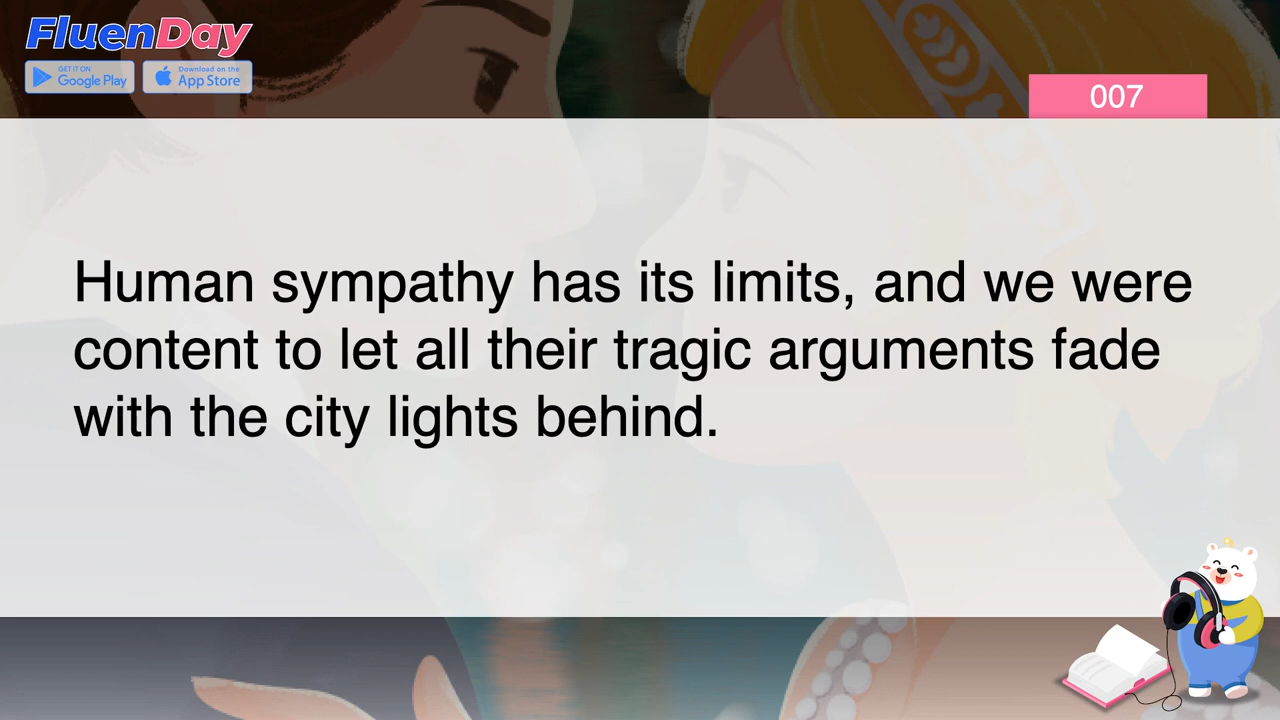 FluenDay
GET IT ON
Google Play
Download on the
App Store
007
Human sympathy has its limits, and we were
content to let all their tragic arguments fade
with the city lights behind.